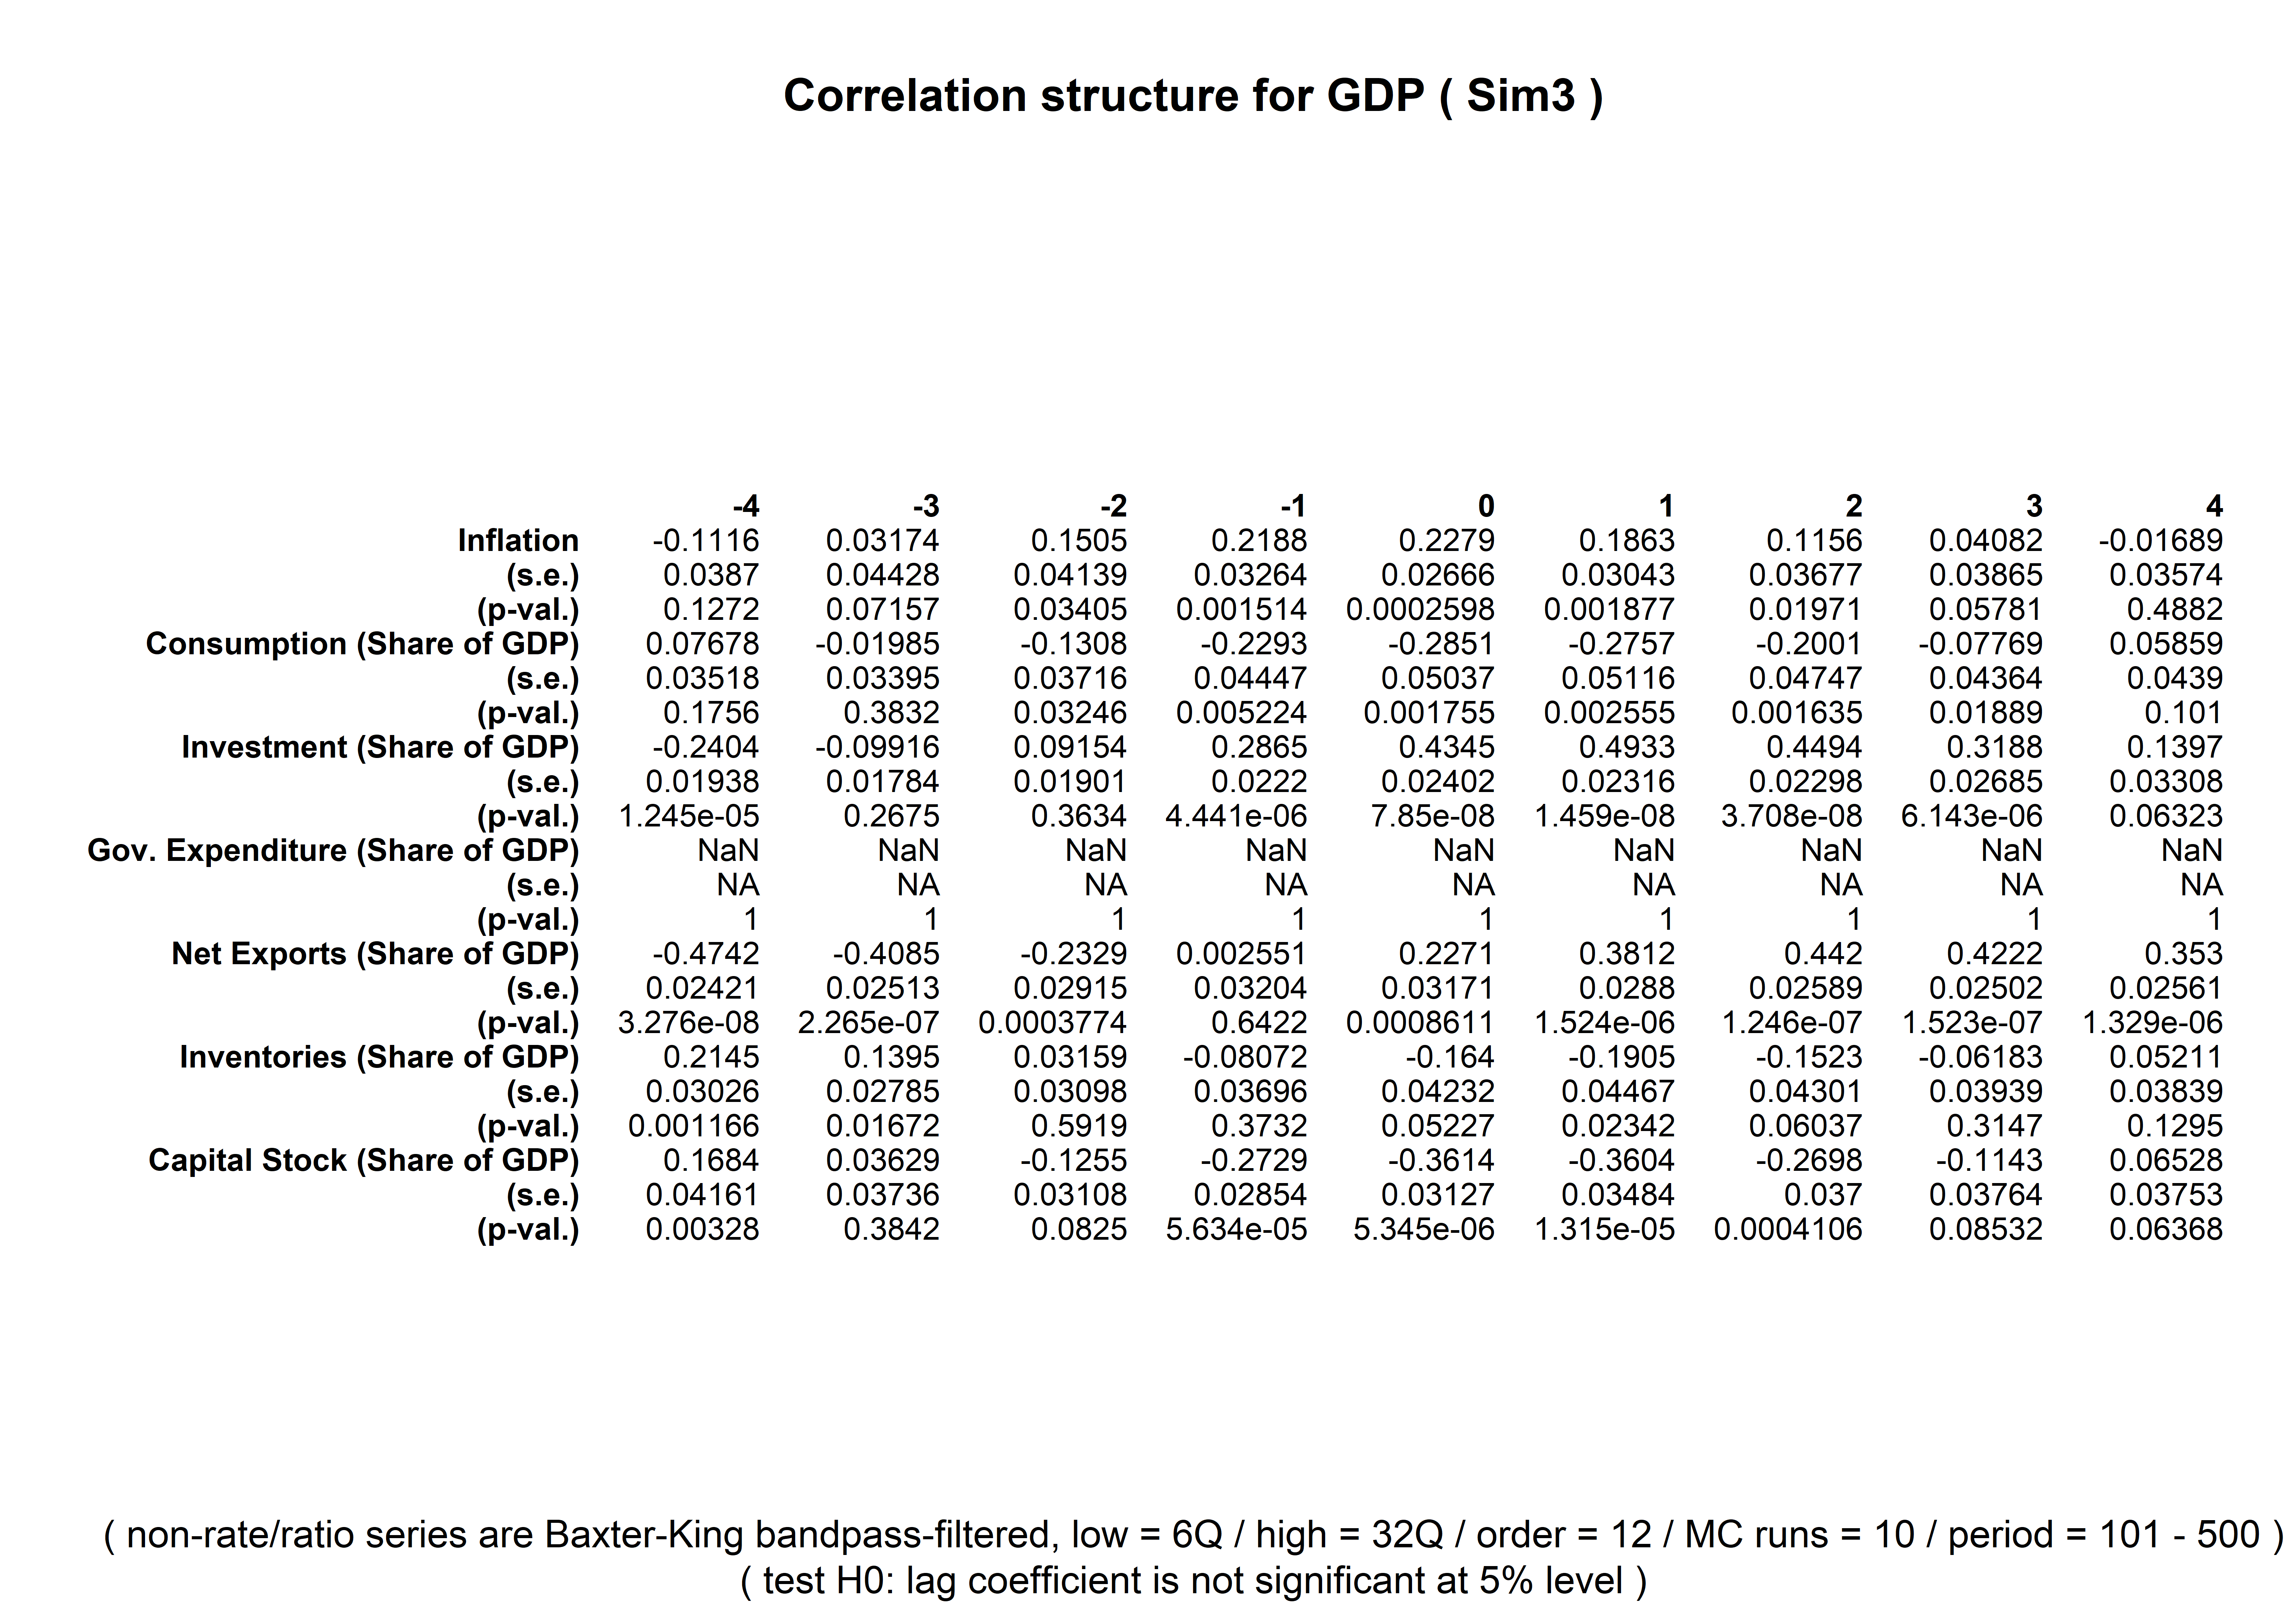 Correlation structure for GDP ( Sim3 )
-4 -3 -2 -1 0 1 2 3 4
Inflation -0.1116 0.03174 0.1505 0.2188 0.2279 0.1863 0.1156 0.04082 -0.01689
(s.e.) 0.0387 0.04428 0.04139 0.03264 0.02666 0.03043 0.03677 0.03865 0.03574
(p-val.) 0.1272 0.07157 0.03405 0.001514 0.0002598 0.001877 0.01971 0.05781 0.4882
Consumption (Share of GDP) 0.07678 -0.01985 -0.1308 -0.2293 -0.2851 -0.2757 -0.2001 -0.07769 0.05859
(s.e.) 0.03518 0.03395 0.03716 0.04447 0.05037 0.05116 0.04747 0.04364 0.0439
(p-val.) 0.1756 0.3832 0.03246 0.005224 0.001755 0.002555 0.001635 0.01889 0.101
Investment (Share of GDP) -0.2404 -0.09916 0.09154 0.2865 0.4345 0.4933 0.4494 0.3188 0.1397
(s.e.) 0.01938 0.01784 0.01901 0.0222 0.02402 0.02316 0.02298 0.02685 0.03308
(p-val.) 1.245e-05 0.2675 0.3634 4.441e-06 7.85e-08 1.459e-08 3.708e-08 6.143e-06 0.06323
Gov. Expenditure (Share of GDP) NaN NaN NaN NaN NaN NaN NaN NaN NaN
(s.e.) NA NA NA NA NA NA NA NA NA
(p-val.) 1 1 1 1 1 1 1 1 1
Net Exports (Share of GDP) -0.4742 -0.4085 -0.2329 0.002551 0.2271 0.3812 0.442 0.4222 0.353
(s.e.) 0.02421 0.02513 0.02915 0.03204 0.03171 0.0288 0.02589 0.02502 0.02561
(p-val.) 3.276e-08 2.265e-07 0.0003774 0.6422 0.0008611 1.524e-06 1.246e-07 1.523e-07 1.329e-06
Inventories (Share of GDP) 0.2145 0.1395 0.03159 -0.08072 -0.164 -0.1905 -0.1523 -0.06183 0.05211
(s.e.) 0.03026 0.02785 0.03098 0.03696 0.04232 0.04467 0.04301 0.03939 0.03839
(p-val.) 0.001166 0.01672 0.5919 0.3732 0.05227 0.02342 0.06037 0.3147 0.1295
Capital Stock (Share of GDP) 0.1684 0.03629 -0.1255 -0.2729 -0.3614 -0.3604 -0.2698 -0.1143 0.06528
(s.e.) 0.04161 0.03736 0.03108 0.02854 0.03127 0.03484 0.037 0.03764 0.03753
(p-val.) 0.00328 0.3842 0.0825 5.634e-05 5.345e-06 1.315e-05 0.0004106 0.08532 0.06368
( non-rate/ratio series are Baxter-King bandpass-filtered, low = 6Q / high = 32Q / order = 12 / MC runs = 10 / period = 101 - 500 )
( test H0: lag coefficient is not significant at 5% level )